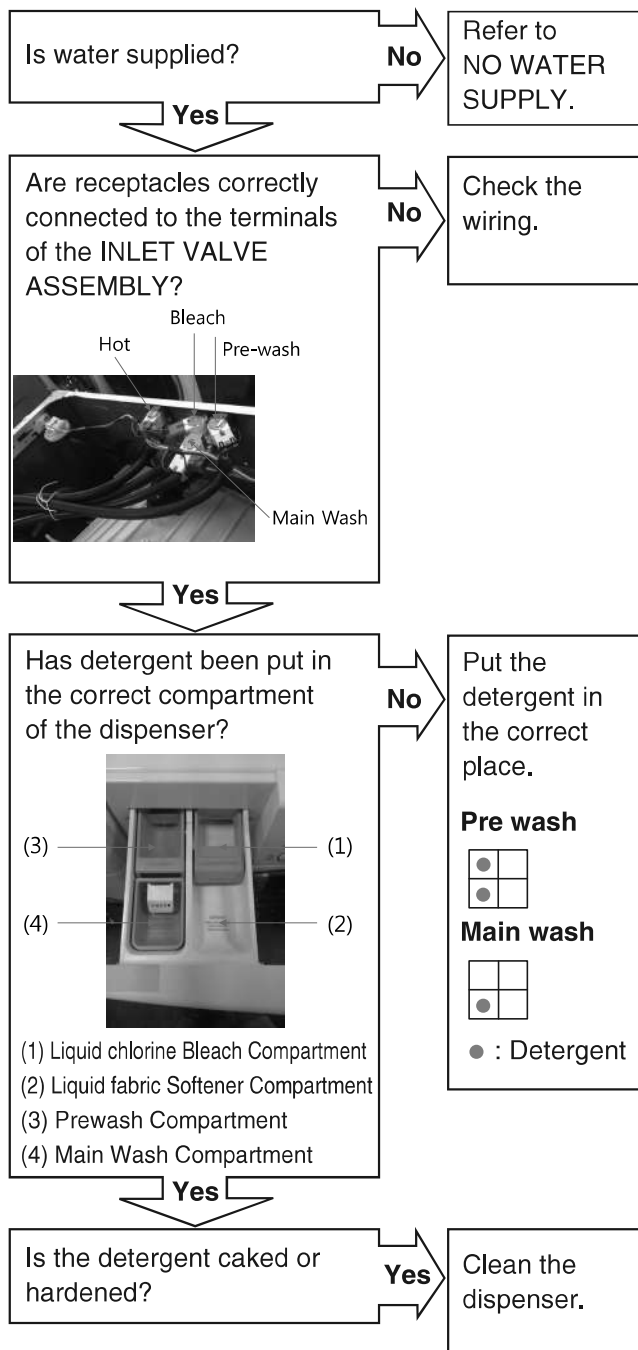 Is water supplied?
No
Refer to
NO WATER
SUPPLY.
Yes
Are receptacles correctly
connected to the terminals
of the INLET VALVE
ASSEMBLY?
No
Check the
wiring.
Bleach
Hot
Pre-wash
Main Wash
Yes
Has detergent been put in
the correct compartment
of the dispenser?
No
Put the
detergent in
the correct
place.
(3)
(1)
(4)
(2)
Pre wash
Main wash
: Detergent
(1) Liquid chlorine Bleach Compartment
(2) Liquid fabric Softener Compartment
(3) Prewash Compartment
(4) Main Wash Compartment
Yes
Is the detergent caked or
hardened?
Yes
Clean the
dispenser.